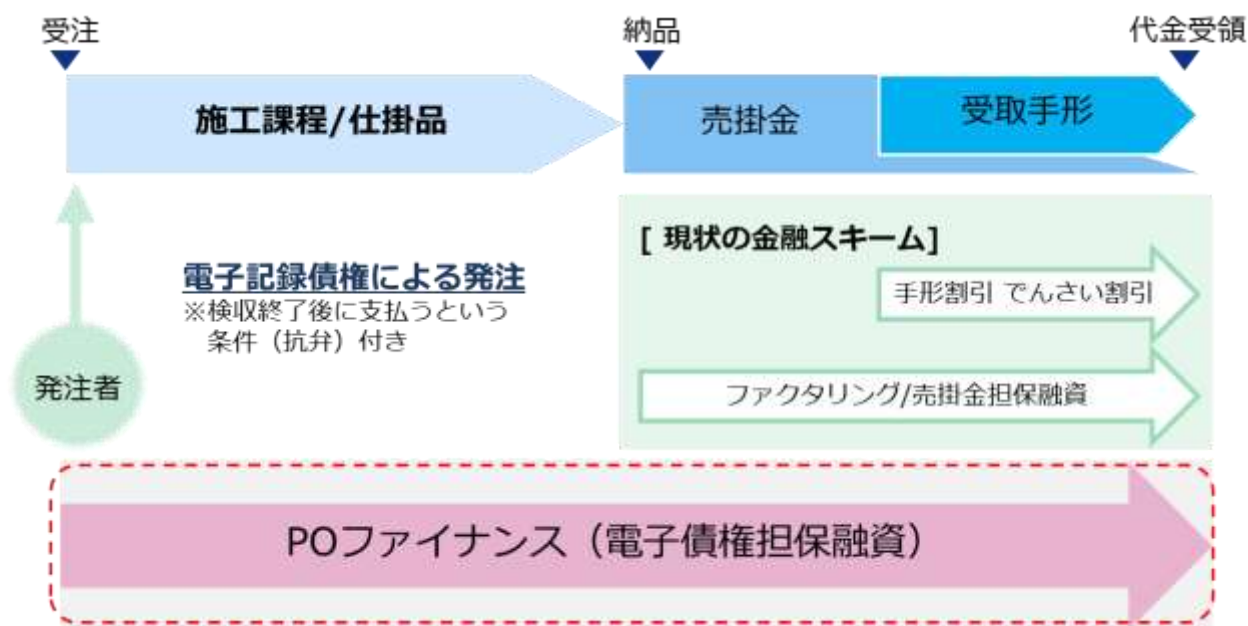 受注
納品
代金受領
施工課程/仕掛品
売掛金
受取手形
[ 現状の金融スキーム]
電子記録債権による発注
※検収終了後に支払うという
条件（抗弁）付き
手形割引 でんさい割引
発注者
ファクタリング/売掛金担保融資
POファイナンス（電子債権担保融資）